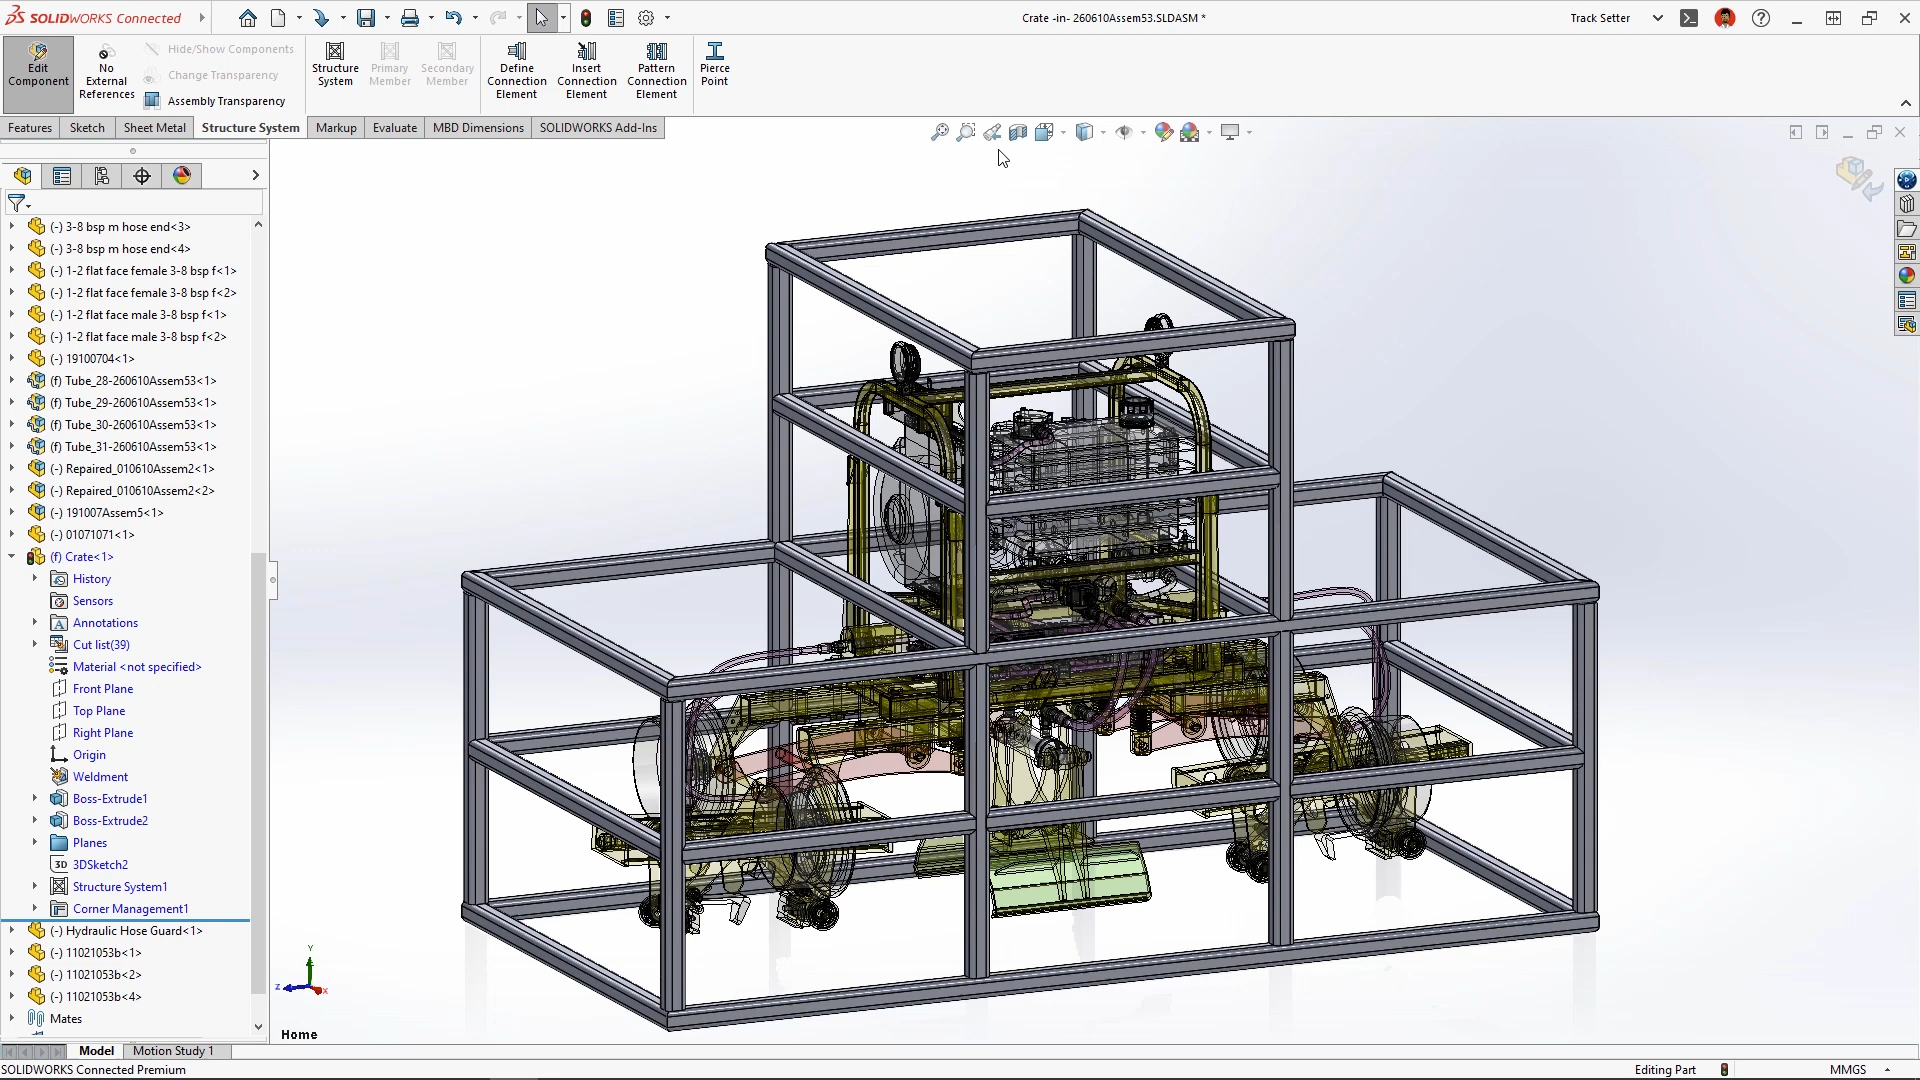 SOLIDWORKS Connected
Crate -in- 260610Assem53.SLDASM *
Track Setter
Edit Component
No External References
Hide/Show Components
Change Transparency
Assembly Transparency
Structure System
Primary Member
Secondary Member
Define Connection Element
Insert Connection Element
Pattern Connection Element
Pierce Point
Features
Sketch
Sheet Metal
Structure System
Markup
Evaluate
MBD Dimensions
SOLIDWORKS Add-Ins
(-) 3-8 bsp m hose end<3>
(-) 3-8 bsp m hose end<4>
(-) 1-2 flat face female 3-8 bsp f<1>
(-) 1-2 flat face female 3-8 bsp f<2>
(-) 1-2 flat face male 3-8 bsp f<1>
(-) 1-2 flat face male 3-8 bsp f<2>
(-) 19100704<1>
(f) Tube_28-260610Assem53<1>
(f) Tube_29-260610Assem53<1>
(f) Tube_30-260610Assem53<1>
(f) Tube_31-260610Assem53<1>
(-) Repaired_010610Assem2<1>
(-) Repaired_010610Assem2<2>
(-) 191007Assem5<1>
(-) 01071071<1>
(f) Crate<1>
History
Sensors
Annotations
Cut list(39)
Material <not specified>
Front Plane
Top Plane
Right Plane
Origin
Weldment
Boss-Extrude1
Boss-Extrude2
Planes
3D 3DSketch2
Structure System1
Corner Management1
(-) Hydraulic Hose Guard<1>
(-) 11021053b<1>
(-) 11021053b<2>
(-) 11021053b<4>
Mates
Y
Z
X
Home
Model
Motion Study 1
SOLIDWORKS Connected Premium
Editing Part
MMGS